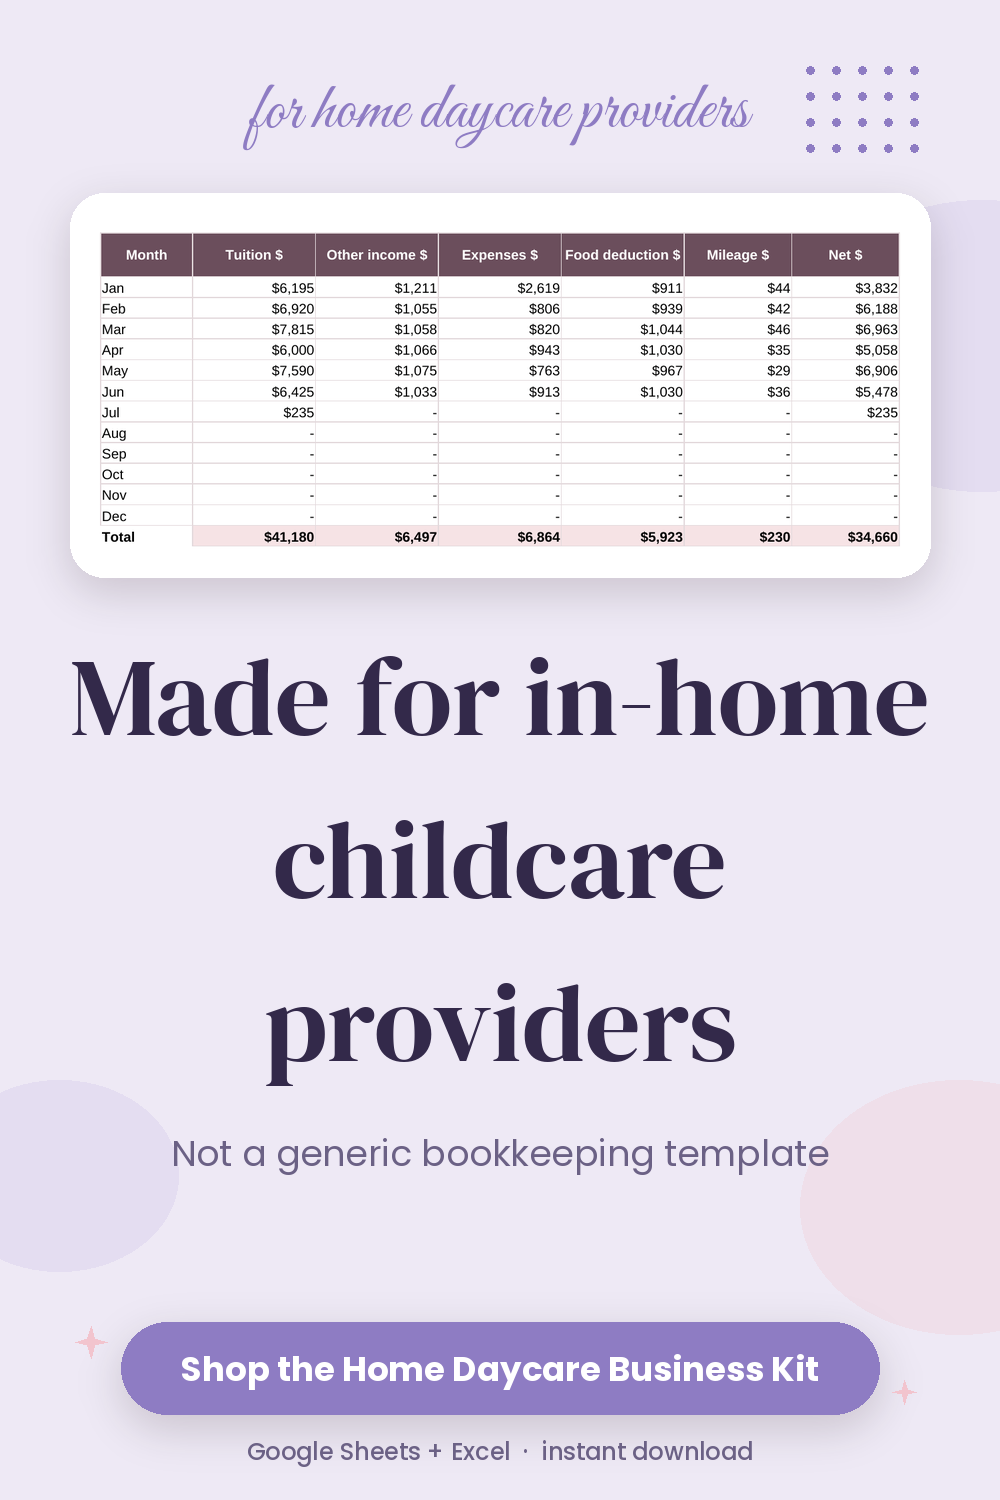 for home daycare providers
Month Tuition $ Other income $ Expenses $ Food deduction $ Mileage $ Net $
Jan $6,195 $1,211 $2,619 $911 $44 $3,832
Feb $6,920 $1,055 $806 $939 $42 $6,188
Mar $7,815 $1,058 $820 $1,044 $46 $6,963
Apr $6,000 $1,066 $943 $1,030 $35 $5,058
May $7,590 $1,075 $763 $967 $29 $6,906
Jun $6,425 $1,033 $913 $1,030 $36 $5,478
Jul $235 - - - - $235
Aug - - - - - -
Sep - - - - - -
Oct - - - - - -
Nov - - - - - -
Dec - - - - - -
Total $41,180 $6,497 $6,864 $5,923 $230 $34,660
Made for in-home
childcare
providers
Not a generic bookkeeping template
Shop the Home Daycare Business Kit
Google Sheets + Excel · instant download